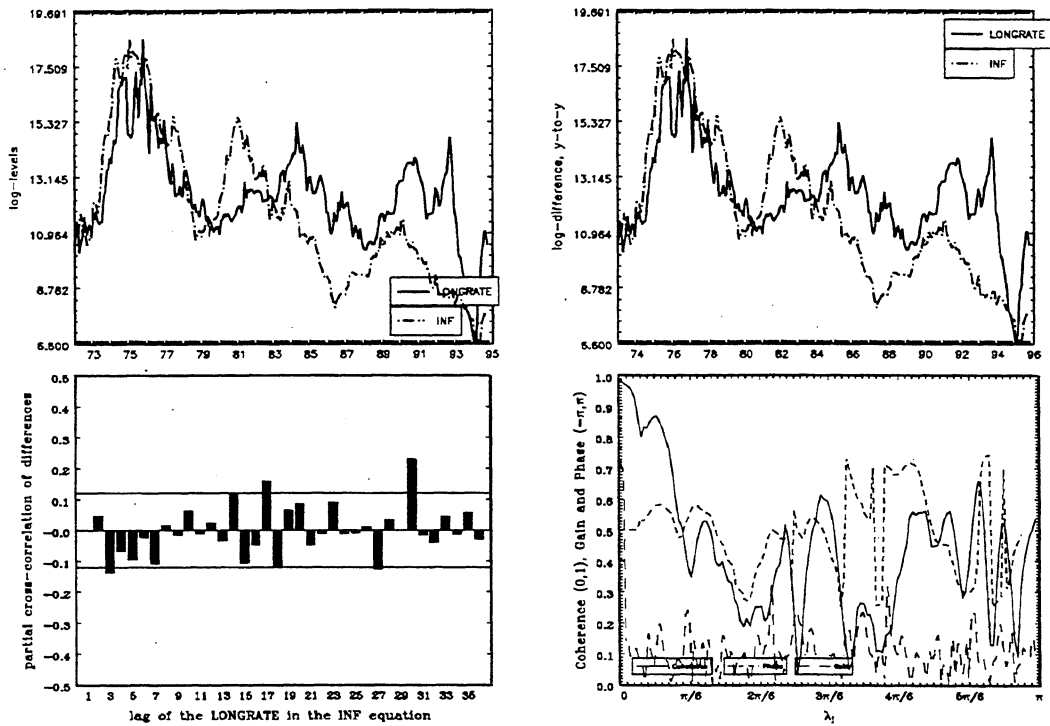 19.691
17.509
15.327
13.145
10.964
8.782
6.600
log-levels
LONGRATE
INF
73 75 77 79 81 83 85 87 89 91 93 95
19.691
17.509
15.327
13.145
10.964
8.782
6.600
log-difference, y-to-y
LONGRATE
INF
74 76 78 80 82 84 86 88 90 92 94 96
0.5
0.4
0.3
0.2
0.1
-0.0
-0.1
-0.2
-0.3
-0.4
-0.5
partial cross-correlation of differences
1 3 5 7 9 11 13 15 17 19 21 23 25 27 29 31 33 35
lag of the LONGRATE in the INF equation
1.0
0.9
0.8
0.7
0.6
0.5
0.4
0.3
0.2
0.1
0.0
Coherence (0,1), Gain and Phase (-π,π)
0 π/6 2π/6 3π/6 4π/6 5π/6 π
λj